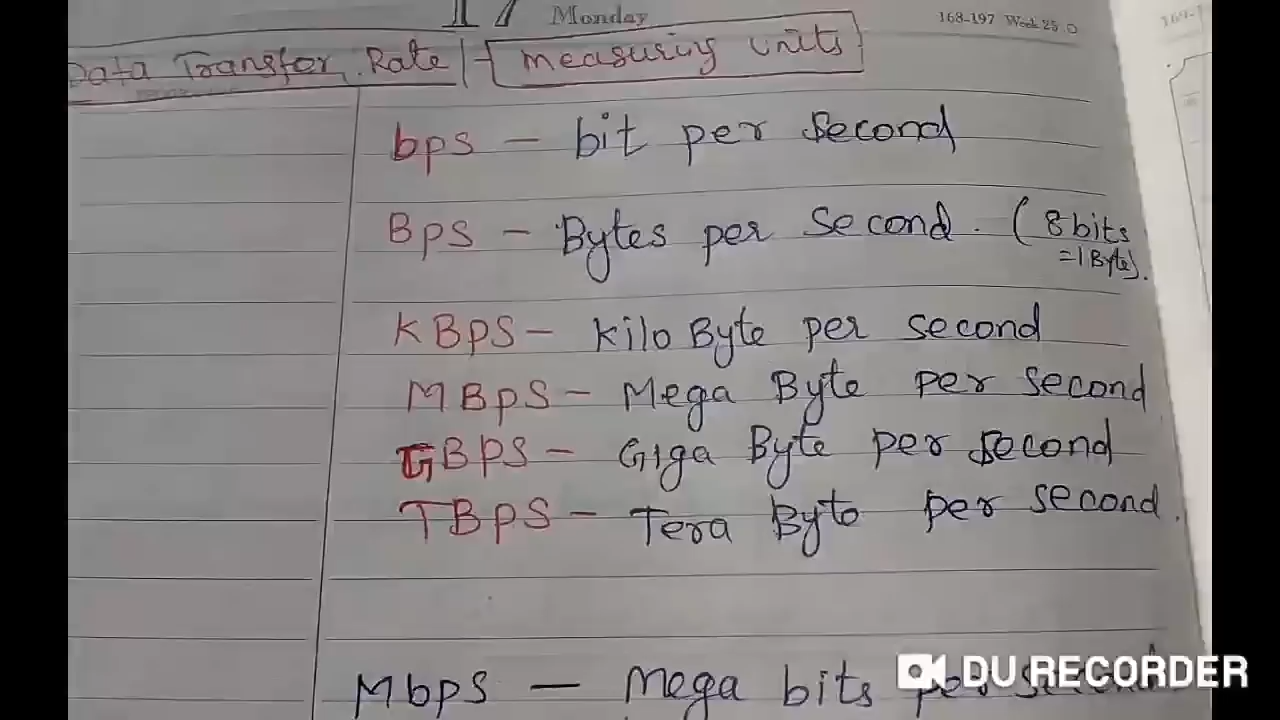 17 Monday 168-197 Week 25
Data Transfer Rate | - measuring units
bps - bit per second
Bps - Bytes per second. (8 bits
= 1 Byte).
KBps - Kilo Byte per second
MBps - Mega Byte per second
GBps - Giga Byte per second
TBps - Tera Byte per second.
Mbps - Mega bits per second
DU RECORDER